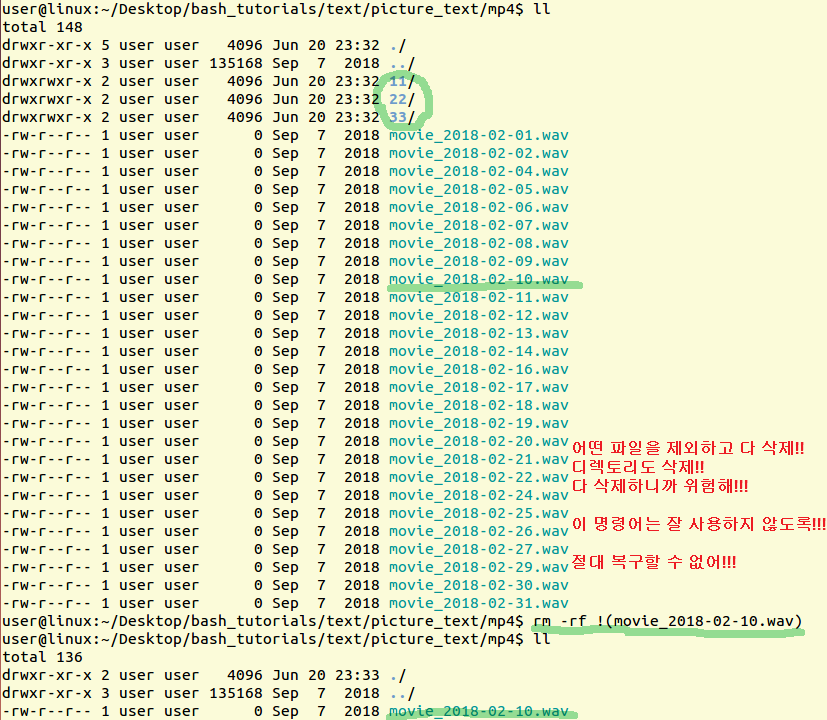 user@linux:~/Desktop/bash_tutorials/text/picture_text/mp4$ ll
total 148
drwxr-xr-x 5 user user   4096 Jun 20 23:32 ./
drwxr-xr-x 3 user user 135168 Sep  7  2018 ../
drwxrwxr-x 2 user user   4096 Jun 20 23:32 11/
drwxrwxr-x 2 user user   4096 Jun 20 23:32 22/
drwxrwxr-x 2 user user   4096 Jun 20 23:32 33/
-rw-r--r-- 1 user user      0 Sep  7  2018 movie_2018-02-01.wav
-rw-r--r-- 1 user user      0 Sep  7  2018 movie_2018-02-02.wav
-rw-r--r-- 1 user user      0 Sep  7  2018 movie_2018-02-04.wav
-rw-r--r-- 1 user user      0 Sep  7  2018 movie_2018-02-05.wav
-rw-r--r-- 1 user user      0 Sep  7  2018 movie_2018-02-06.wav
-rw-r--r-- 1 user user      0 Sep  7  2018 movie_2018-02-07.wav
-rw-r--r-- 1 user user      0 Sep  7  2018 movie_2018-02-08.wav
-rw-r--r-- 1 user user      0 Sep  7  2018 movie_2018-02-09.wav
-rw-r--r-- 1 user user      0 Sep  7  2018 movie_2018-02-10.wav
-rw-r--r-- 1 user user      0 Sep  7  2018 movie_2018-02-11.wav
-rw-r--r-- 1 user user      0 Sep  7  2018 movie_2018-02-12.wav
-rw-r--r-- 1 user user      0 Sep  7  2018 movie_2018-02-13.wav
-rw-r--r-- 1 user user      0 Sep  7  2018 movie_2018-02-14.wav
-rw-r--r-- 1 user user      0 Sep  7  2018 movie_2018-02-16.wav
-rw-r--r-- 1 user user      0 Sep  7  2018 movie_2018-02-17.wav
-rw-r--r-- 1 user user      0 Sep  7  2018 movie_2018-02-18.wav
-rw-r--r-- 1 user user      0 Sep  7  2018 movie_2018-02-19.wav
-rw-r--r-- 1 user user      0 Sep  7  2018 movie_2018-02-20.wav
어떤 파일을 제외하고 다 삭제!!
-rw-r--r-- 1 user user      0 Sep  7  2018 movie_2018-02-21.wav
디렉토리도 삭제!!
-rw-r--r-- 1 user user      0 Sep  7  2018 movie_2018-02-22.wav
다 삭제하니까 위험해!!!
-rw-r--r-- 1 user user      0 Sep  7  2018 movie_2018-02-24.wav
-rw-r--r-- 1 user user      0 Sep  7  2018 movie_2018-02-25.wav
이 명령어는 잘 사용하지 않도록!!!
-rw-r--r-- 1 user user      0 Sep  7  2018 movie_2018-02-26.wav
-rw-r--r-- 1 user user      0 Sep  7  2018 movie_2018-02-27.wav
-rw-r--r-- 1 user user      0 Sep  7  2018 movie_2018-02-29.wav
절대 복구할 수 없어!!!
-rw-r--r-- 1 user user      0 Sep  7  2018 movie_2018-02-30.wav
-rw-r--r-- 1 user user      0 Sep  7  2018 movie_2018-02-31.wav
user@linux:~/Desktop/bash_tutorials/text/picture_text/mp4$ rm -rf !(movie_2018-02-10.wav)
user@linux:~/Desktop/bash_tutorials/text/picture_text/mp4$ ll
total 136
drwxr-xr-x 2 user user   4096 Jun 20 23:33 ./
drwxr-xr-x 3 user user 135168 Sep  7  2018 ../
-rw-r--r-- 1 user user      0 Sep  7  2018 movie_2018-02-10.wav